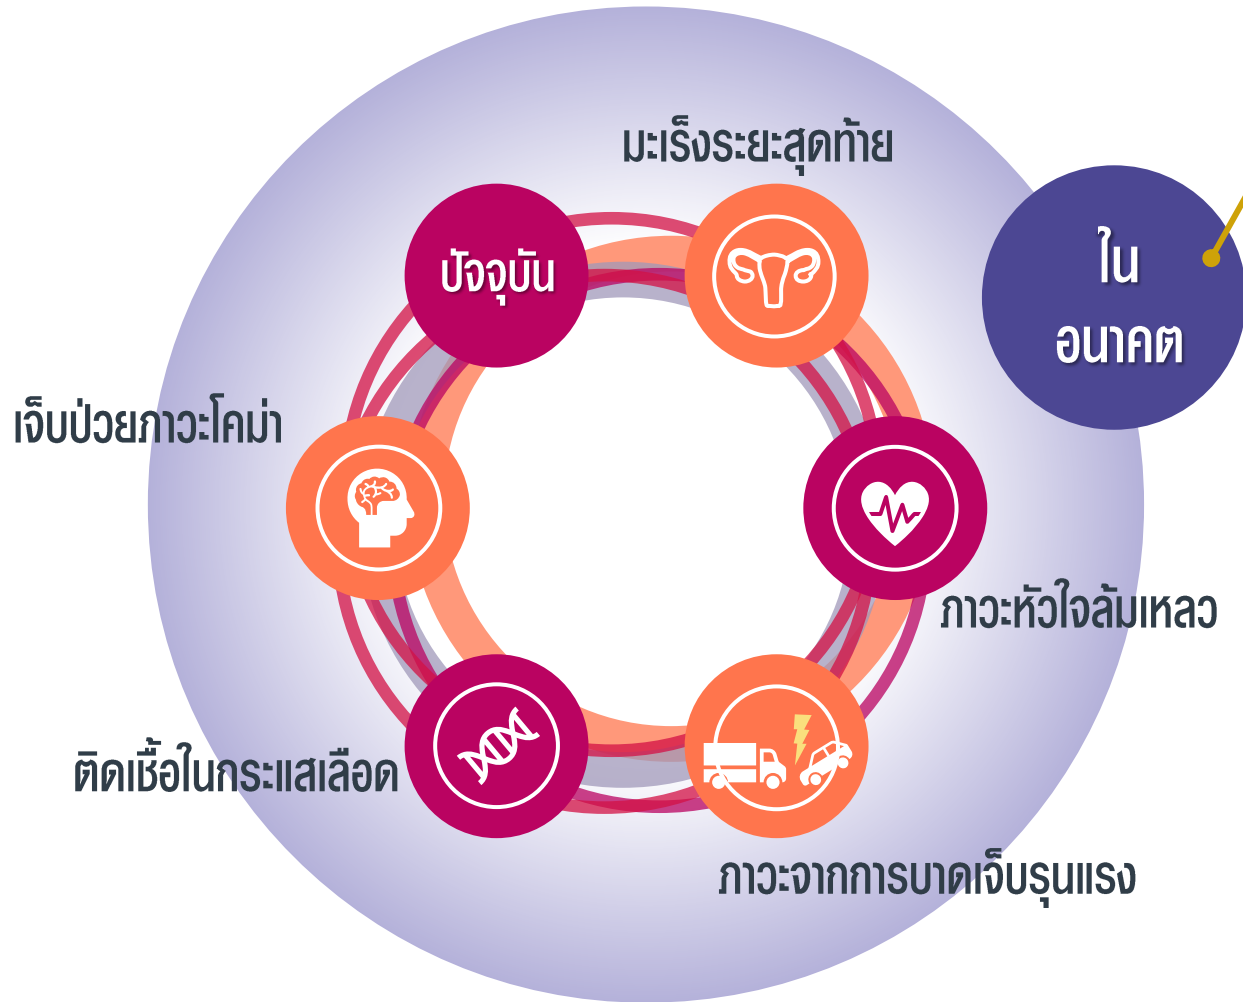 มะเร็งระยะสุดท้าย
ปัจจุบัน
ใน
อนาคต
เจ็บป่วยภาวะโคม่า
ภาวะหัวใจล้มเหลว
ติดเชื้อในกระแสเลือด
ภาวะจากการบาดเจ็บรุนแรง